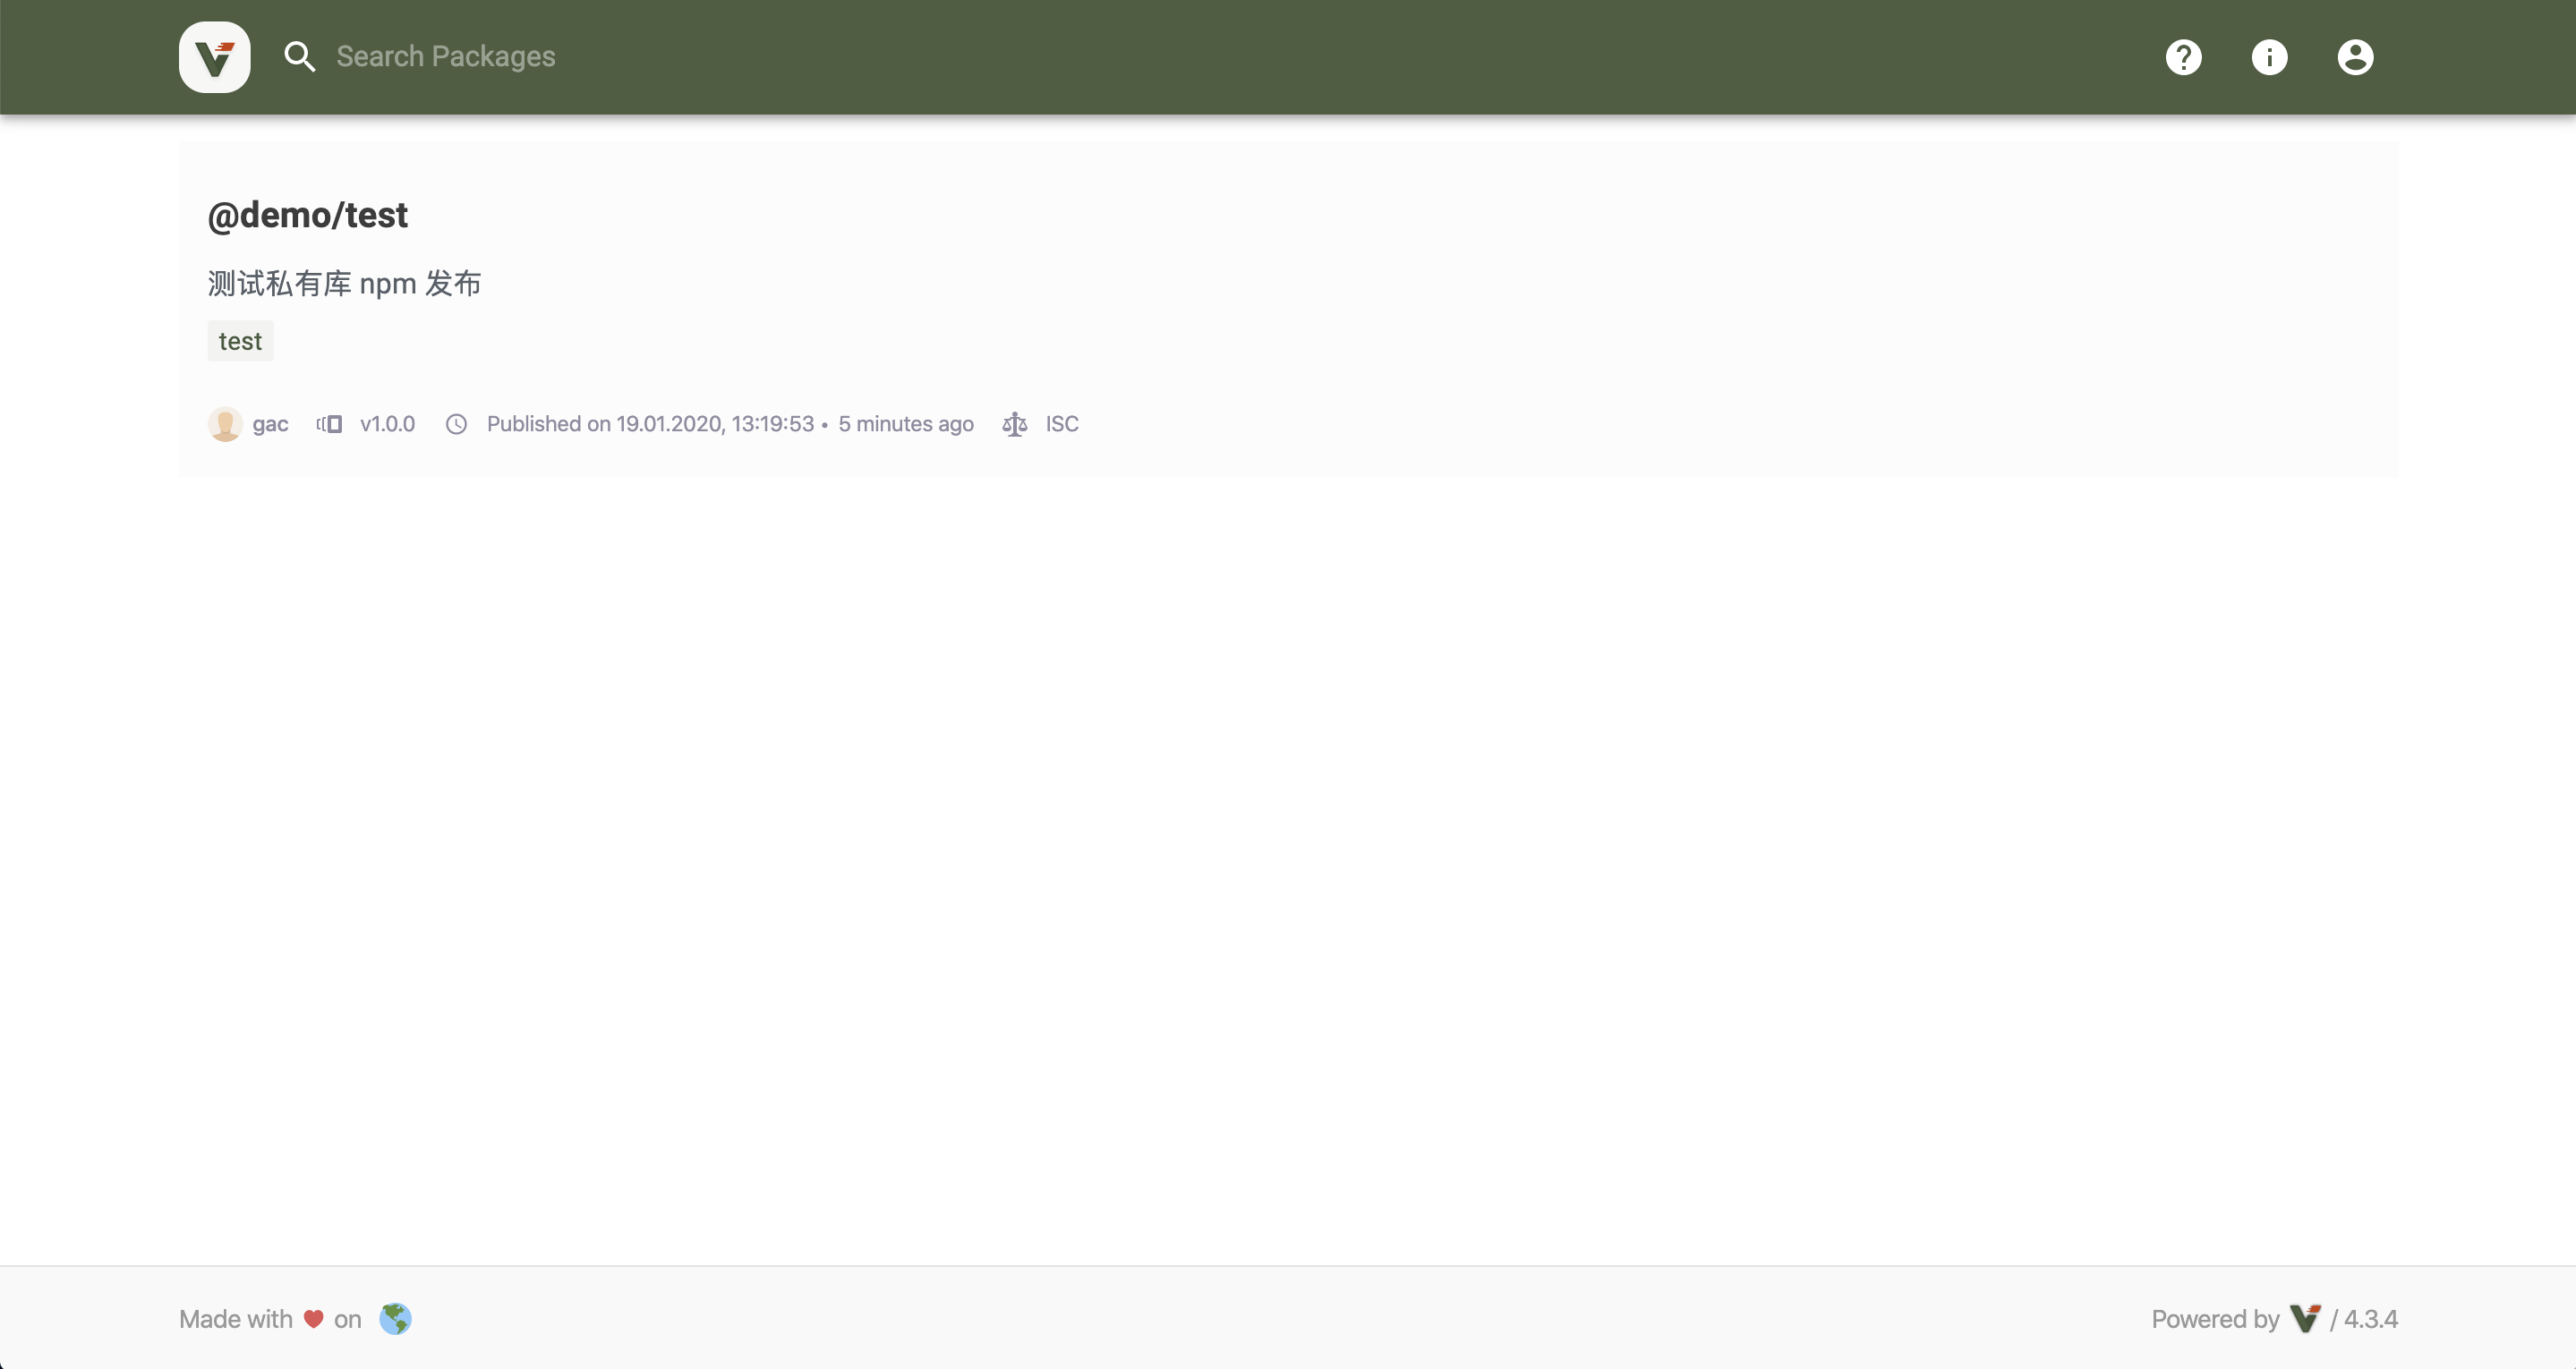 Search Packages
@demo/test
测试私有库 npm 发布
test
gac v1.0.0 Published on 19.01.2020, 13:19:53 • 5 minutes ago ISC
Made with on
Powered by / 4.3.4